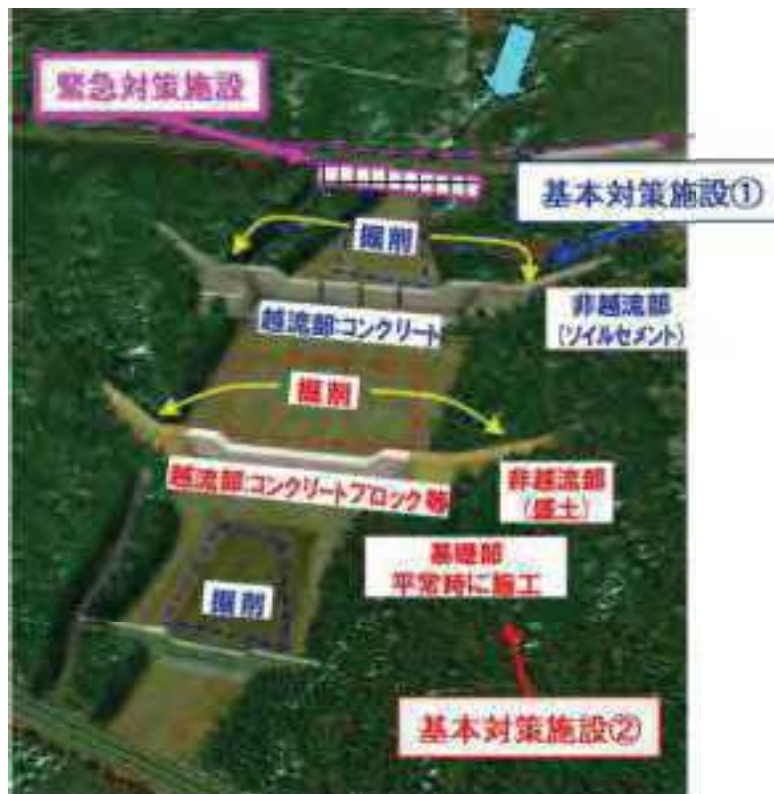 緊急対策施設
基本対策施設①
掘削
越流部:コンクリート
非越流部
(ソイルセメント)
掘削
越流部:コンクリートブロック等
非越流部
(盛土)
基礎部
平常時に施工
掘削
基本対策施設②